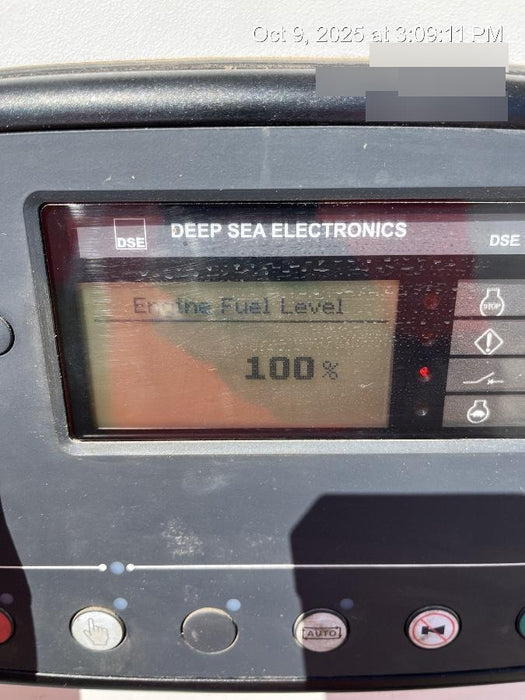 Oct 9, 2025 at 3:09:11 PM
DSE
DEEP SEA ELECTRONICS
DSE
Engine Fuel Level
100 %
STOP
AUTO